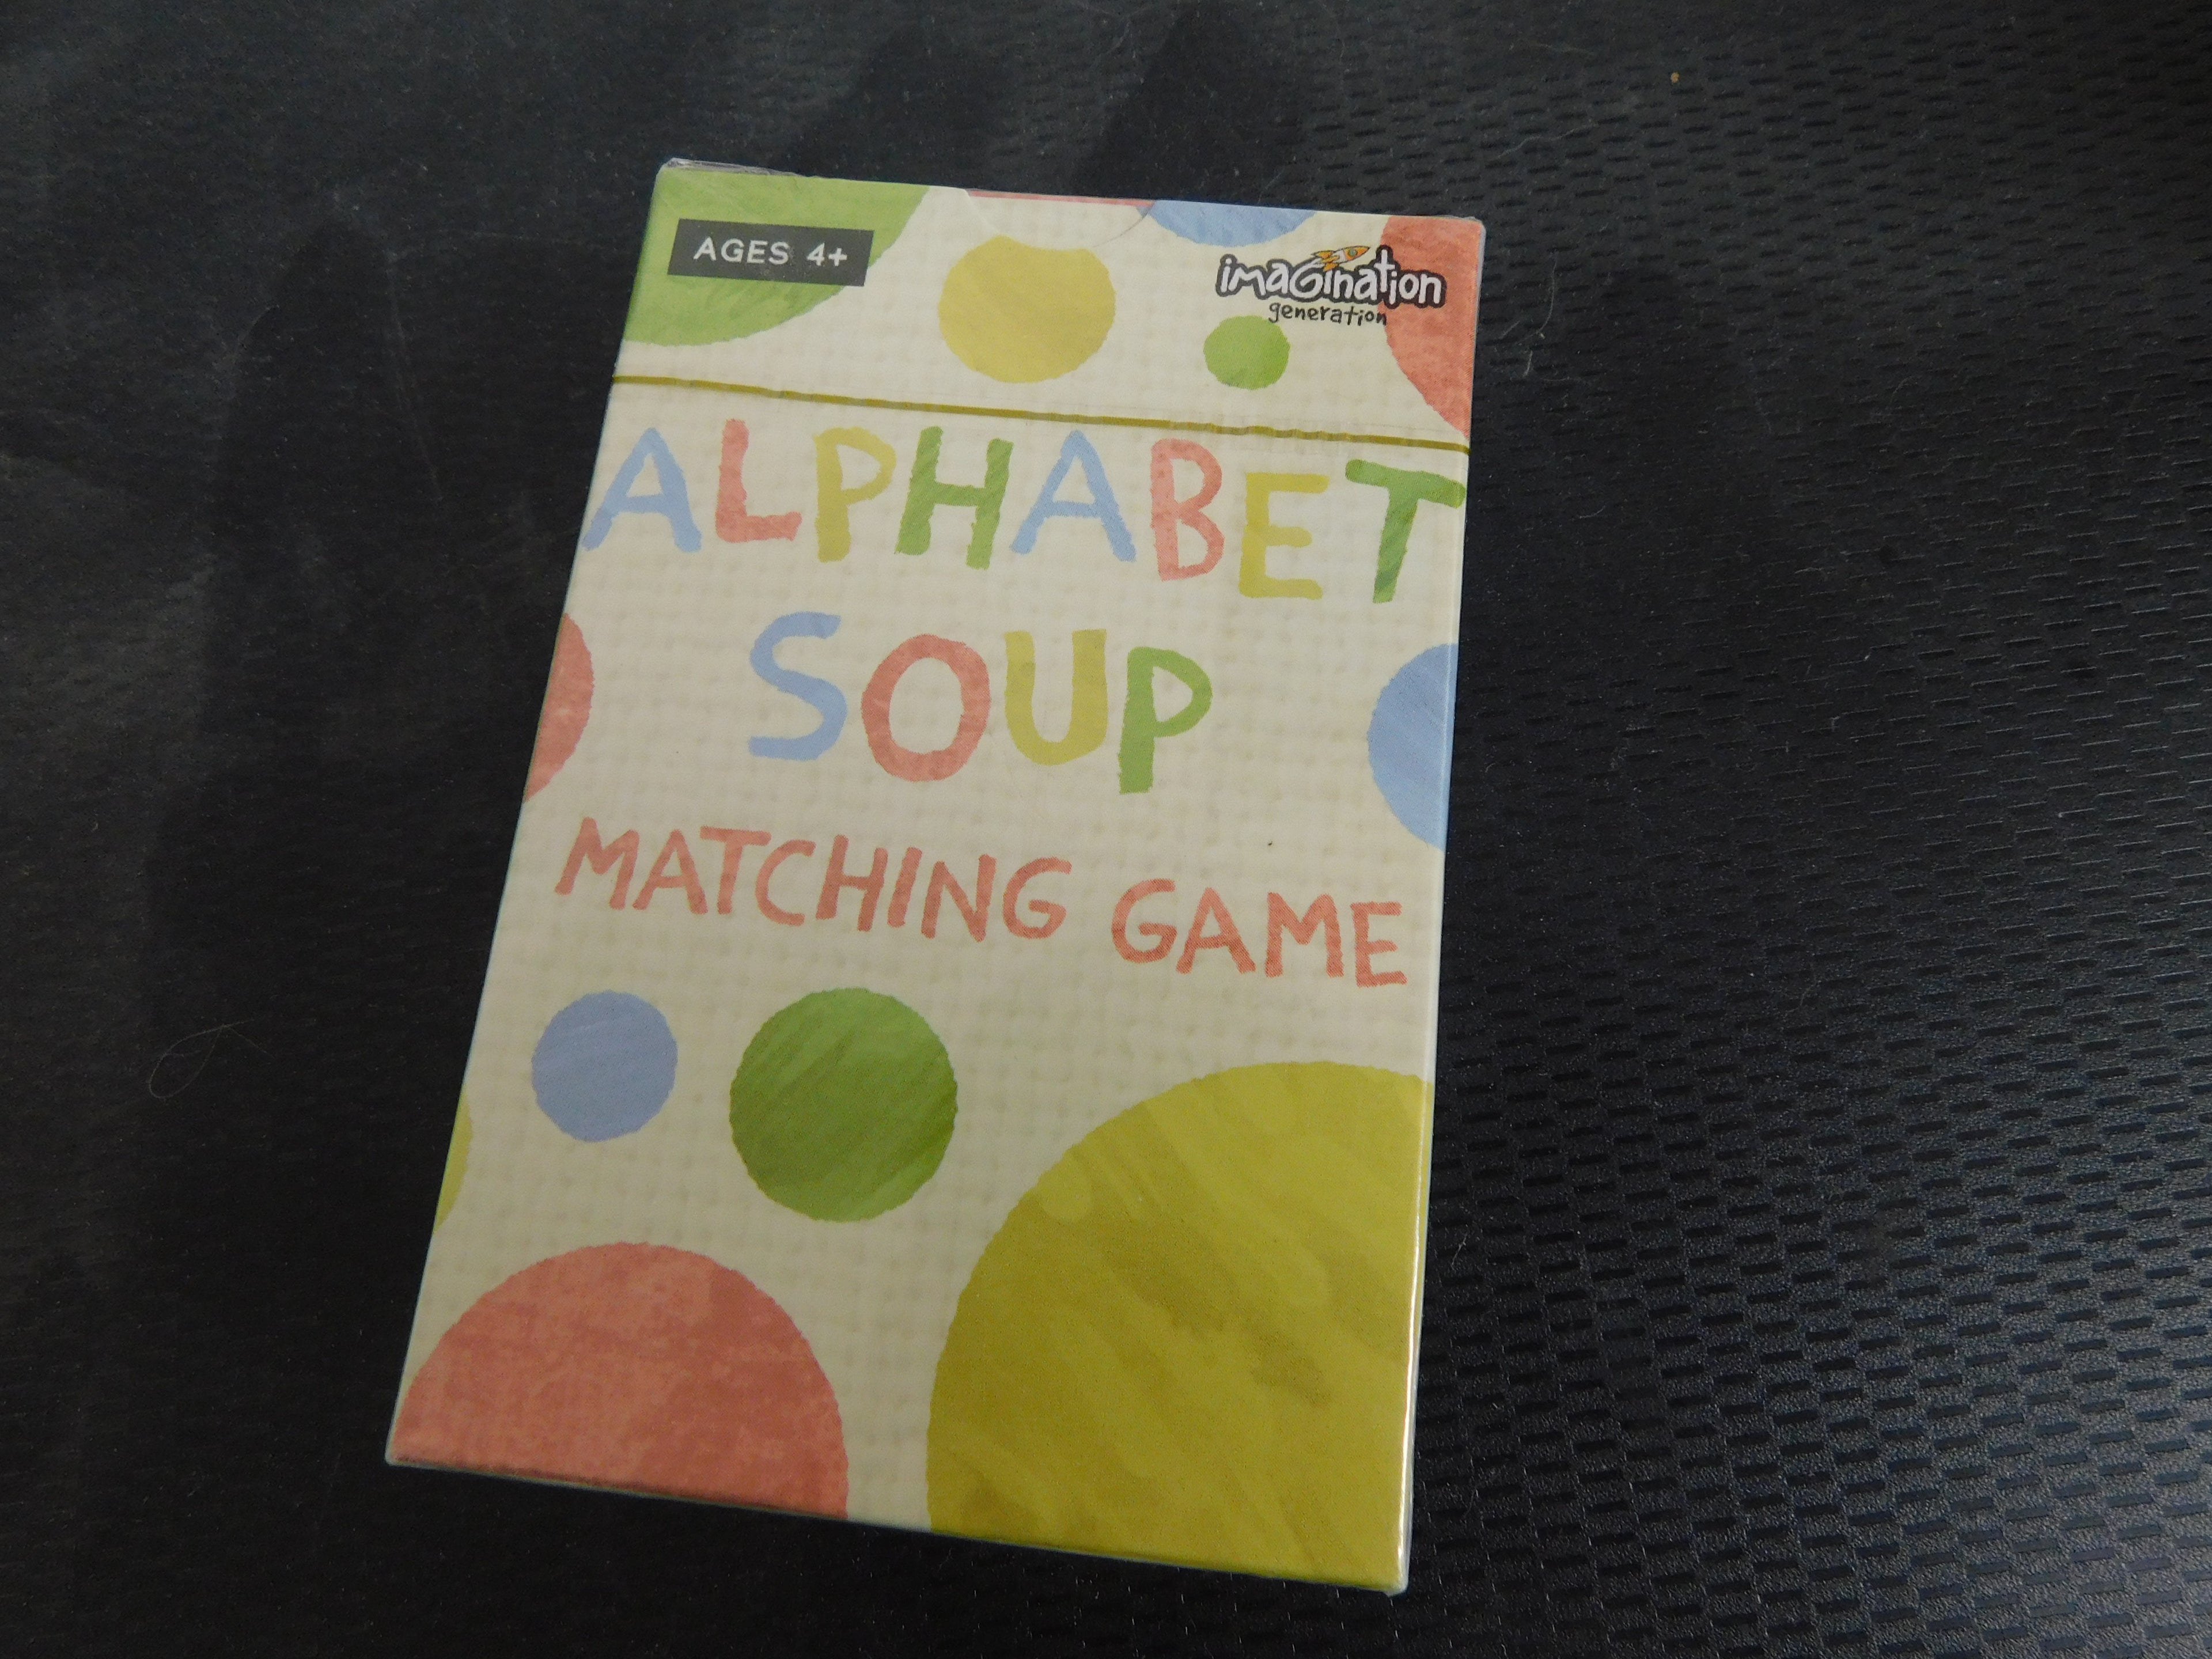 AGES 4+
imagination
generation
ALPHABET
SOUP
MATCHING GAME